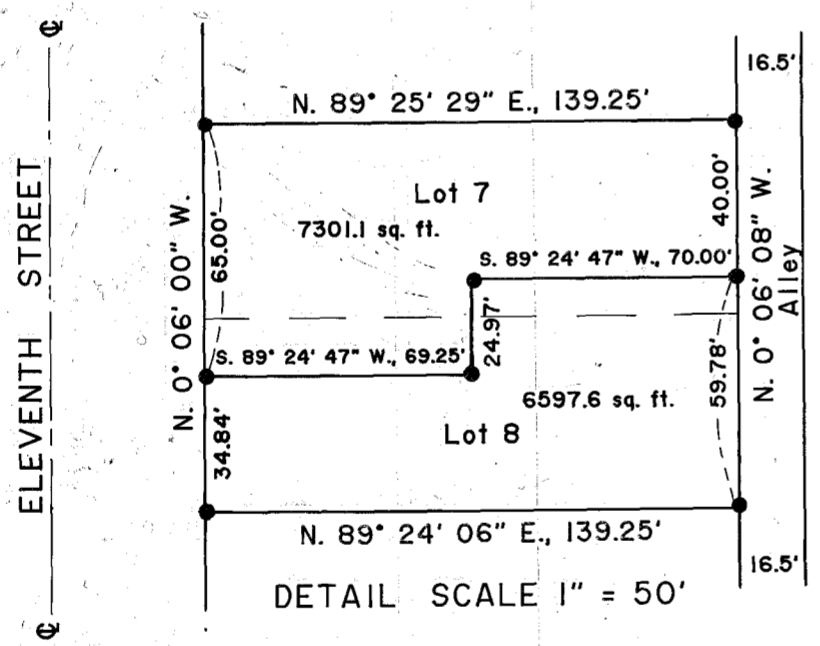 ℄
16.5'
N. 89° 25' 29" E., 139.25'
ELEVENTH STREET
N. 0° 06' 00" W.
65.00'
Lot 7
7301.1 sq. ft.
40.00'
N. 0° 06' 08" W.
Alley
S. 89° 24' 47" W., 70.00'
24.97'
S. 89° 24' 47" W., 69.25'
59.78'
6597.6 sq. ft.
Lot 8
34.84'
N. 89° 24' 06" E., 139.25'
16.5'
DETAIL SCALE 1" = 50'
℄